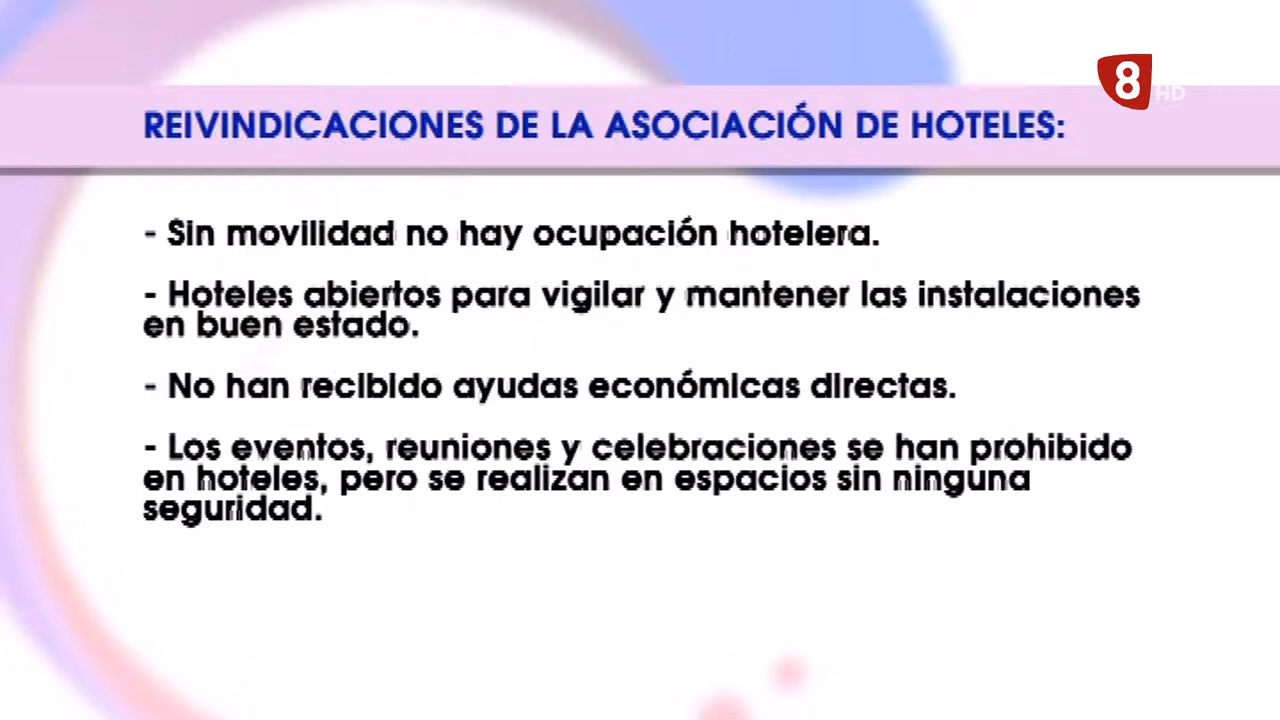 8 HD
REIVINDICACIONES DE LA ASOCIACIÓN DE HOTELES:
- Sin movilidad no hay ocupación hotelera.
- Hoteles abiertos para vigilar y mantener las instalaciones
en buen estado.
- No han recibido ayudas económicas directas.
- Los eventos, reuniones y celebraciones se han prohibido
en hoteles, pero se realizan en espacios sin ninguna
seguridad.